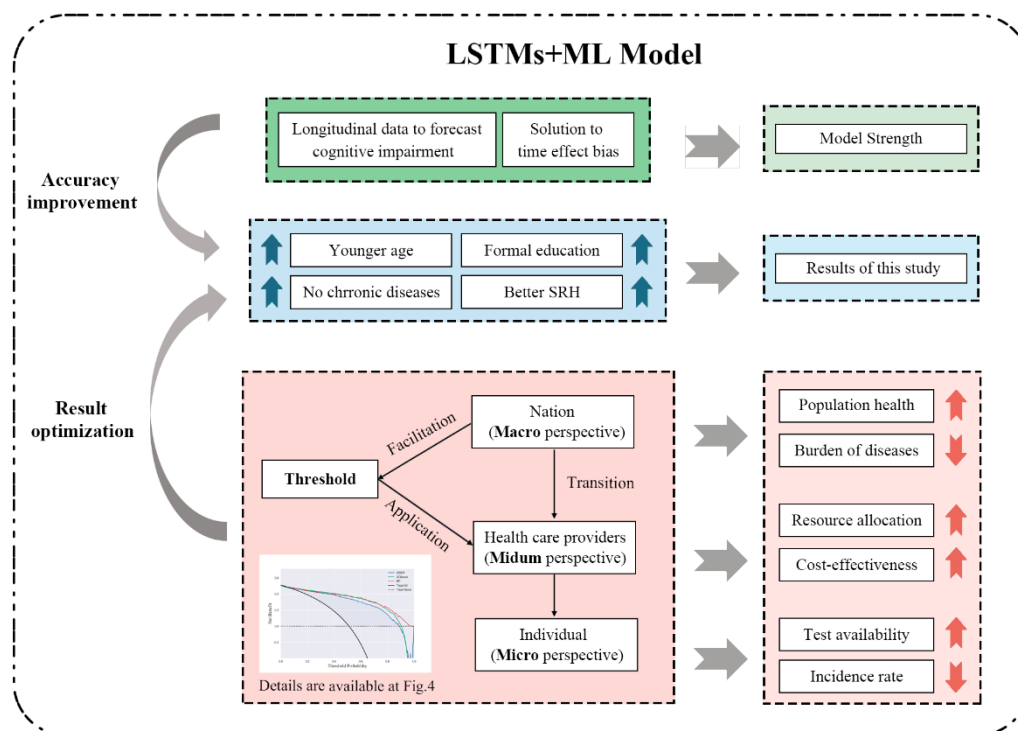 LSTMs+ML Model
Accuracy
improvement
Longitudinal data to forecast
cognitive impairment
Solution to
time effect bias
Model Strength
Younger age
Formal education
No chrronic diseases
Better SRH
Results of this study
Result
optimization
Nation
(Macro perspective)
Facilitation
Threshold
Transition
Application
Health care providers
(Midum perspective)
Individual
(Micro perspective)
Threshold Probability
Details are available at Fig.4
Population health
Burden of diseases
Resource allocation
Cost-effectiveness
Test availability
Incidence rate